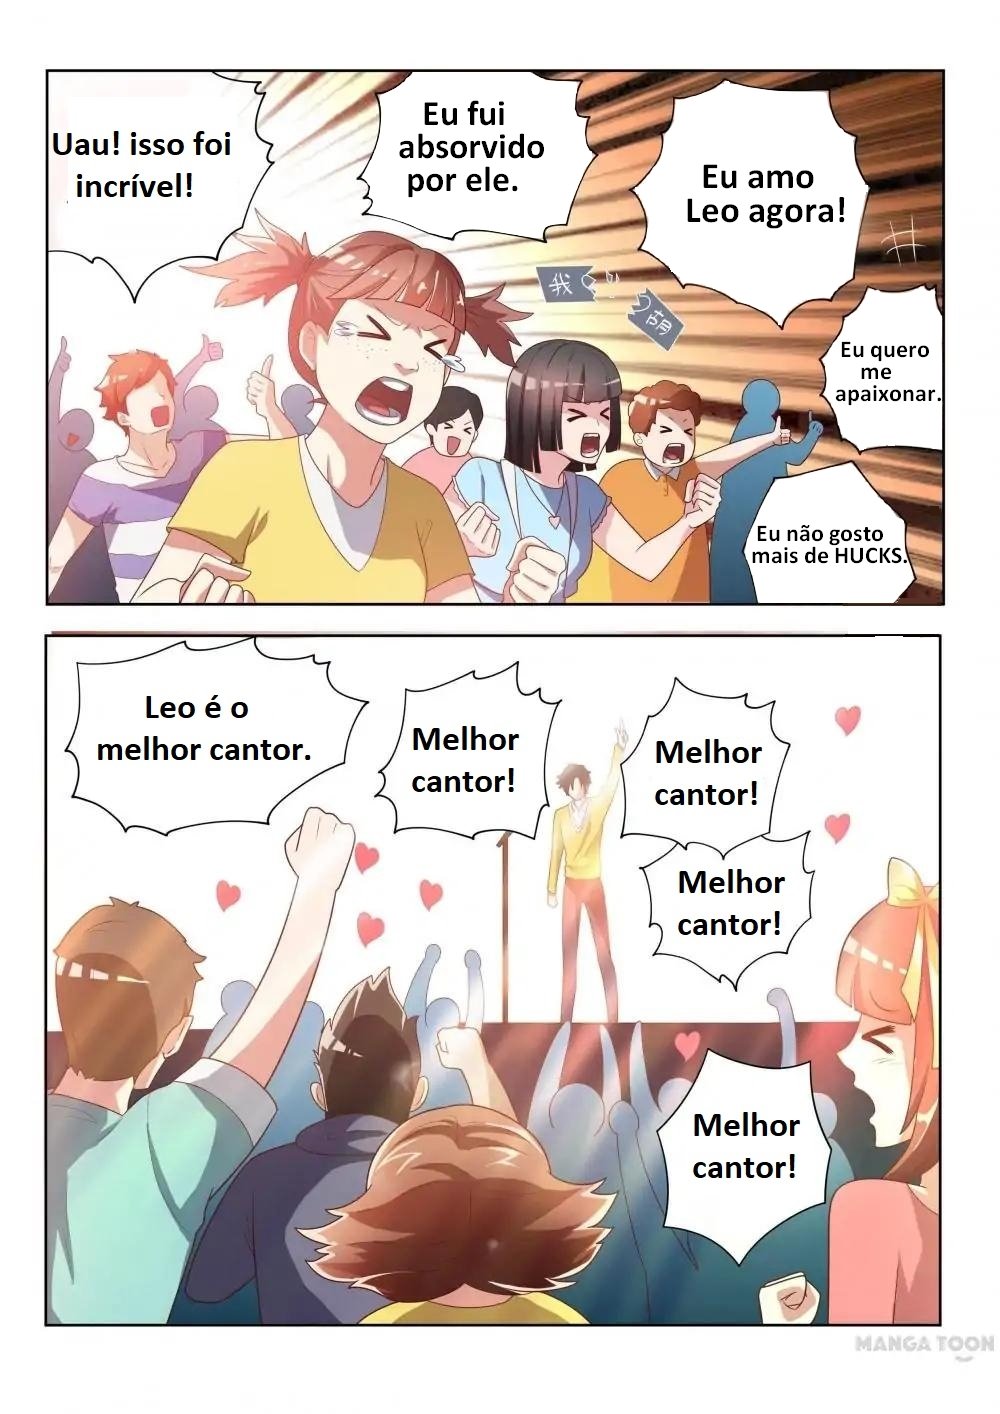 Uau! isso foi
incrível!
Eu fui
absorvido
por ele.
Eu amo
Leo agora!
我
胡
Eu quero
me
apaixonar.
Eu não gosto
mais de HUCKS.
Leo é o
melhor cantor.
Melhor
cantor!
Melhor
cantor!
Melhor
cantor!
Melhor
cantor!
MANGA TOON